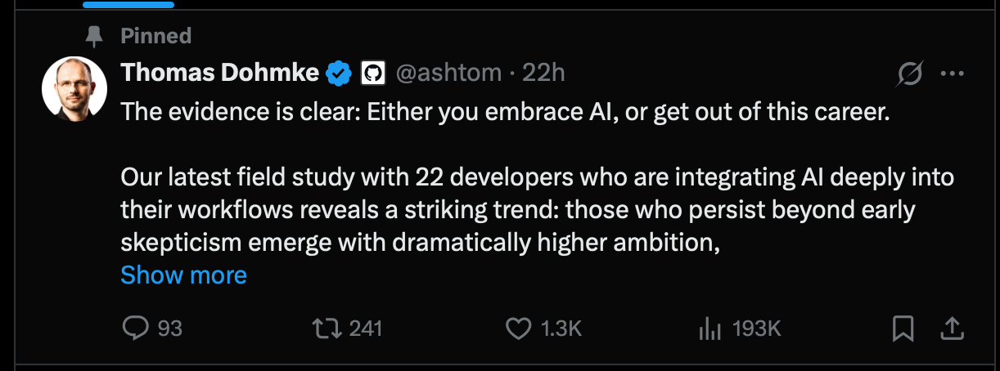 Pinned
Thomas Dohmke @ashtom · 22h
The evidence is clear: Either you embrace AI, or get out of this career.
Our latest field study with 22 developers who are integrating AI deeply into
their workflows reveals a striking trend: those who persist beyond early
skepticism emerge with dramatically higher ambition,
Show more
93 241 1.3K 193K